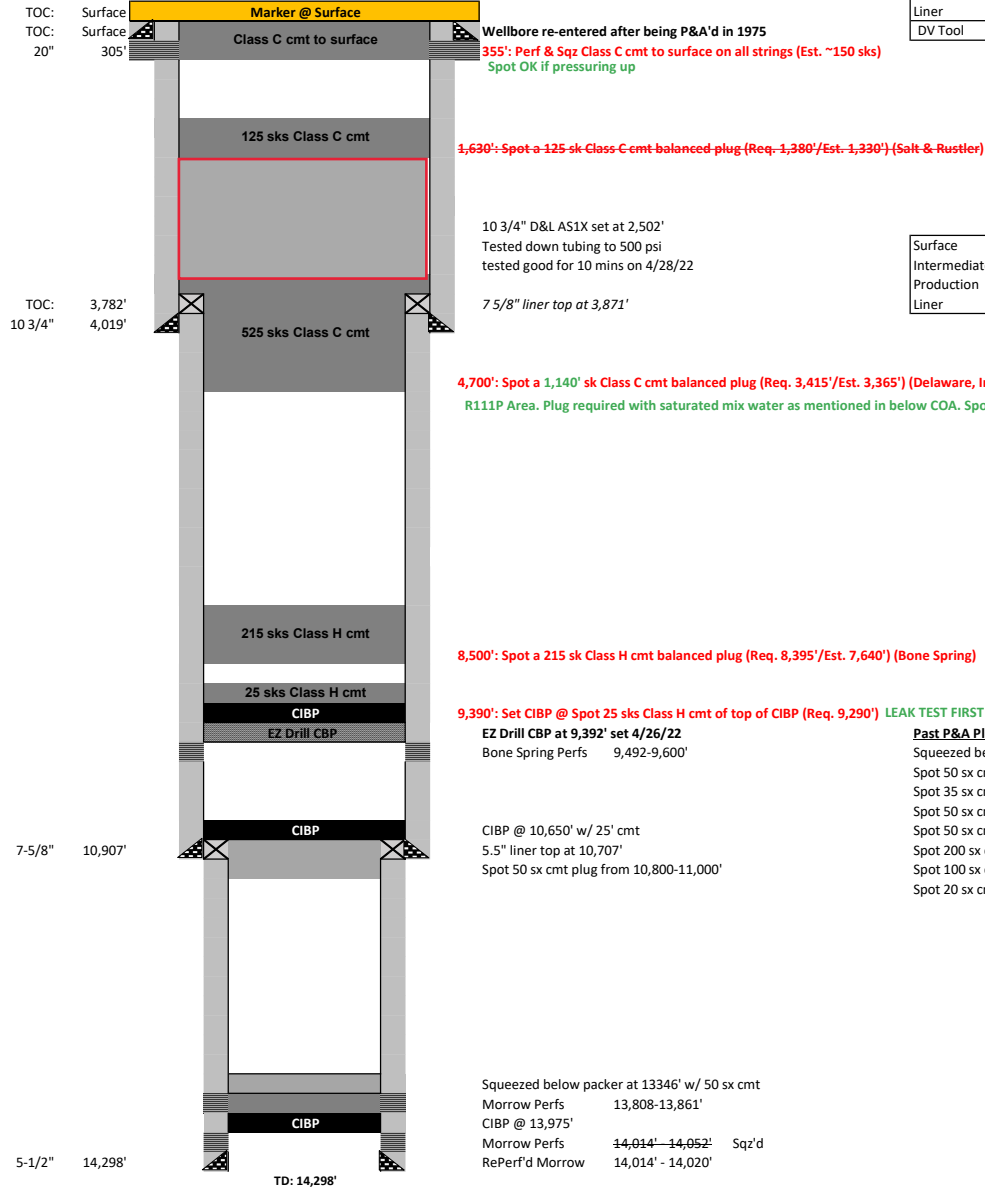 TOC: Surface Marker @ Surface Liner
TOC: Surface Wellbore re-entered after being P&A'd in 1975 DV Tool
Class C cmt to surface
20" 305' 355': Perf & Sqz Class C cmt to surface on all strings (Est. ~150 sks)
Spot OK if pressuring up
125 sks Class C cmt
1,630': Spot a 125 sk Class C cmt balanced plug (Req. 1,380'/Est. 1,330') (Salt & Rustler)
10 3/4" D&L AS1X set at 2,502'
Tested down tubing to 500 psi Surface
tested good for 10 mins on 4/28/22
Production
TOC: 3,782' 7 5/8" liner top at 3,871' Liner
10 3/4" 4,019'
525 sks Class C cmt
4,700': Spot a 1,140' sk Class C cmt balanced plug (Req. 3,415'/Est. 3,365') (Delaware,
R111P Area. Plug required with saturated mix water as mentioned in below COA.
215 sks Class H cmt
8,500': Spot a 215 sk Class H cmt balanced plug (Req. 8,395'/Est. 7,640') (Bone Spring)
25 sks Class H cmt
CIBP 9,390': Set CIBP @ Spot 25 sks Class H cmt of top of CIBP (Req. 9,290') LEAK TEST FIRST
EZ Drill CBP EZ Drill CBP at 9,392' set 4/26/22 Past P&A
Bone Spring Perfs 9,492-9,600' Squeezed
Spot 50 sx
Spot 35 sx
Spot 50 sx
CIBP CIBP @ 10,650' w/ 25' cmt Spot 50 sx
7-5/8" 10,907' 5.5" liner top at 10,707' Spot 200 sx
Spot 50 sx cmt plug from 10,800-11,000' Spot 100 sx
Spot 20 sx
Squeezed below packer at 13346' w/ 50 sx cmt
Morrow Perfs 13,808-13,861'
CIBP CIBP @ 13,975'
Morrow Perfs 14,014' - 14,052' Sqz'd
5-1/2" 14,298' RePerf'd Morrow 14,014' - 14,020'
TD: 14,298'